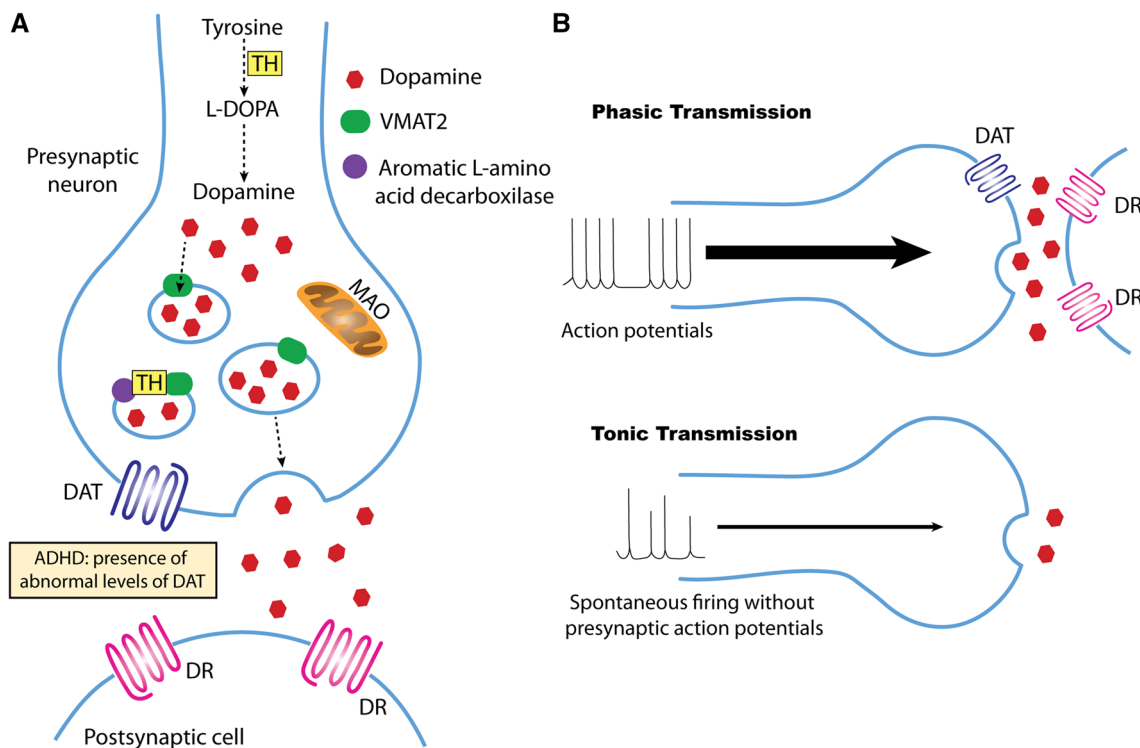 A
Tyrosine
TH
L-DOPA
Dopamine
Presynaptic
neuron
Dopamine
VMAT2
Aromatic L-amino
acid decarboxilase
MAO
TH
DAT
ADHD: presence of
abnormal levels of DAT
DR
DR
Postsynaptic cell
B
Phasic Transmission
DAT
DR
DR
Action potentials
Tonic Transmission
Spontaneous firing without
presynaptic action potentials